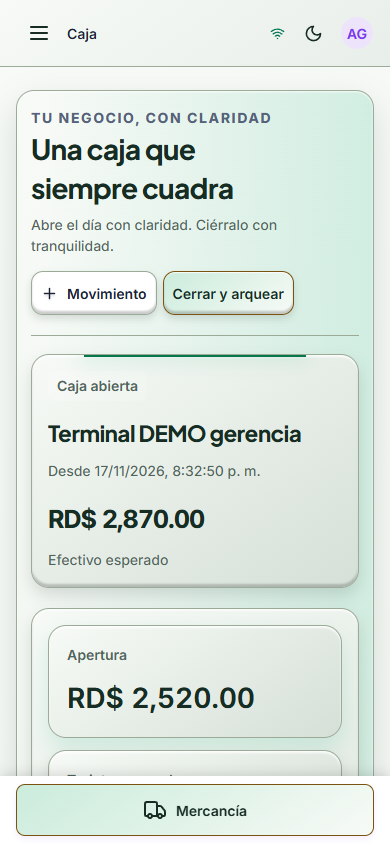 Caja
AG
TU NEGOCIO, CON CLARIDAD
Una caja que
siempre cuadra
Abre el día con claridad. Ciérralo con
tranquilidad.
Movimiento
Cerrar y arquear
Caja abierta
Terminal DEMO gerencia
Desde 17/11/2026, 8:32:50 p. m.
RD$ 2,870.00
Efectivo esperado
Apertura
RD$ 2,520.00
Mercancía